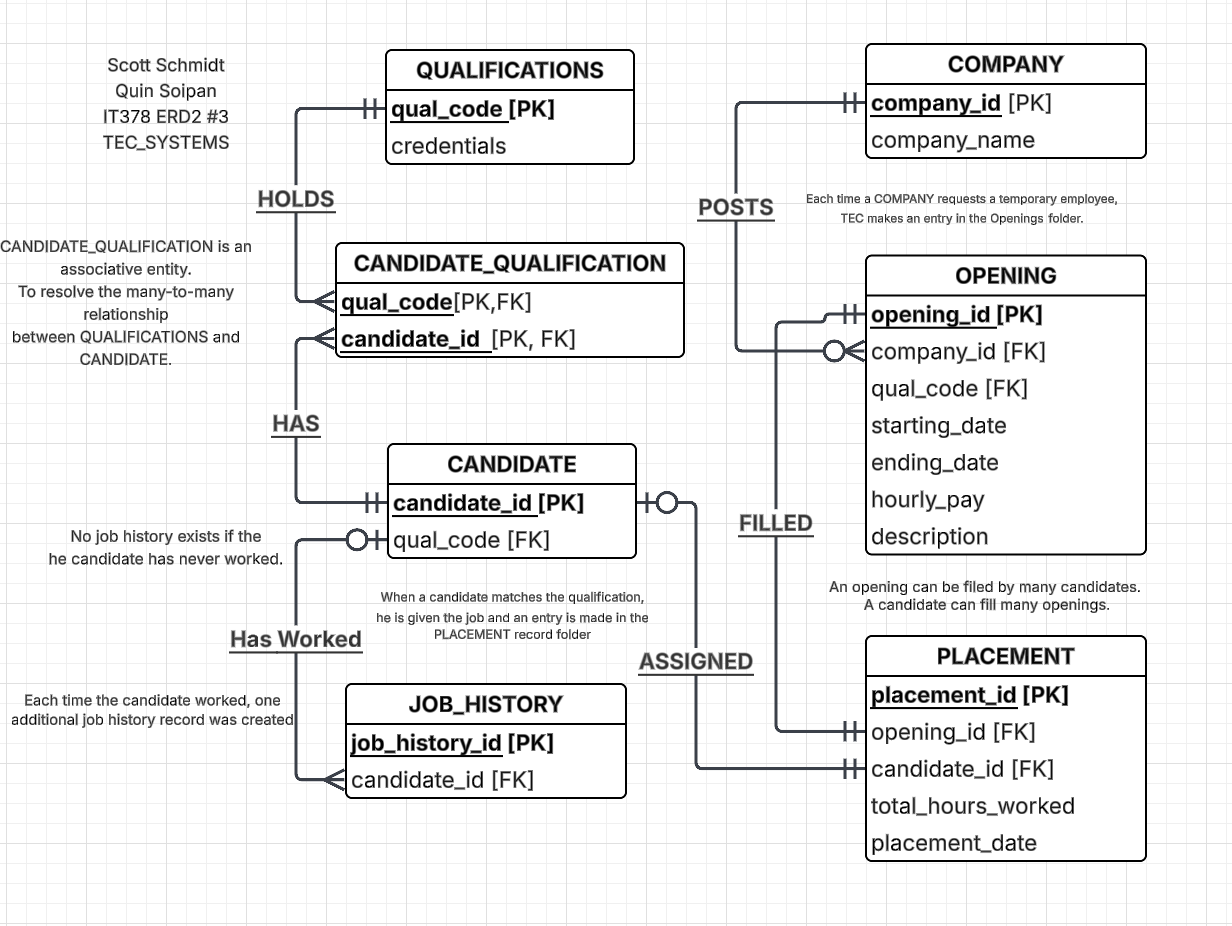 Scott Schmidt
Quin Soipan
IT378 ERD2 #3
TEC_SYSTEMS
QUALIFICATIONS
qual_code [PK]
credentials
COMPANY
company_id [PK]
company_name
HOLDS
POSTS
Each time a COMPANY requests a temporary employee,
TEC makes an entry in the Openings folder.
CANDIDATE_QUALIFICATION is an
associative entity.
To resolve the many-to-many
relationship
between QUALIFICATIONS and
CANDIDATE.
CANDIDATE_QUALIFICATION
qual_code[PK,FK]
candidate_id [PK, FK]
OPENING
opening_id [PK]
company_id [FK]
qual_code [FK]
starting_date
ending_date
hourly_pay
description
HAS
CANDIDATE
candidate_id [PK]
qual_code [FK]
FILLED
No job history exists if the
he candidate has never worked.
When a candidate matches the qualification,
he is given the job and an entry is made in the
PLACEMENT record folder
An opening can be filed by many candidates.
A candidate can fill many openings.
Has Worked
ASSIGNED
Each time the candidate worked, one
additional job history record was created
JOB_HISTORY
job_history_id [PK]
candidate_id [FK]
PLACEMENT
placement_id [PK]
opening_id [FK]
candidate_id [FK]
total_hours_worked
placement_date